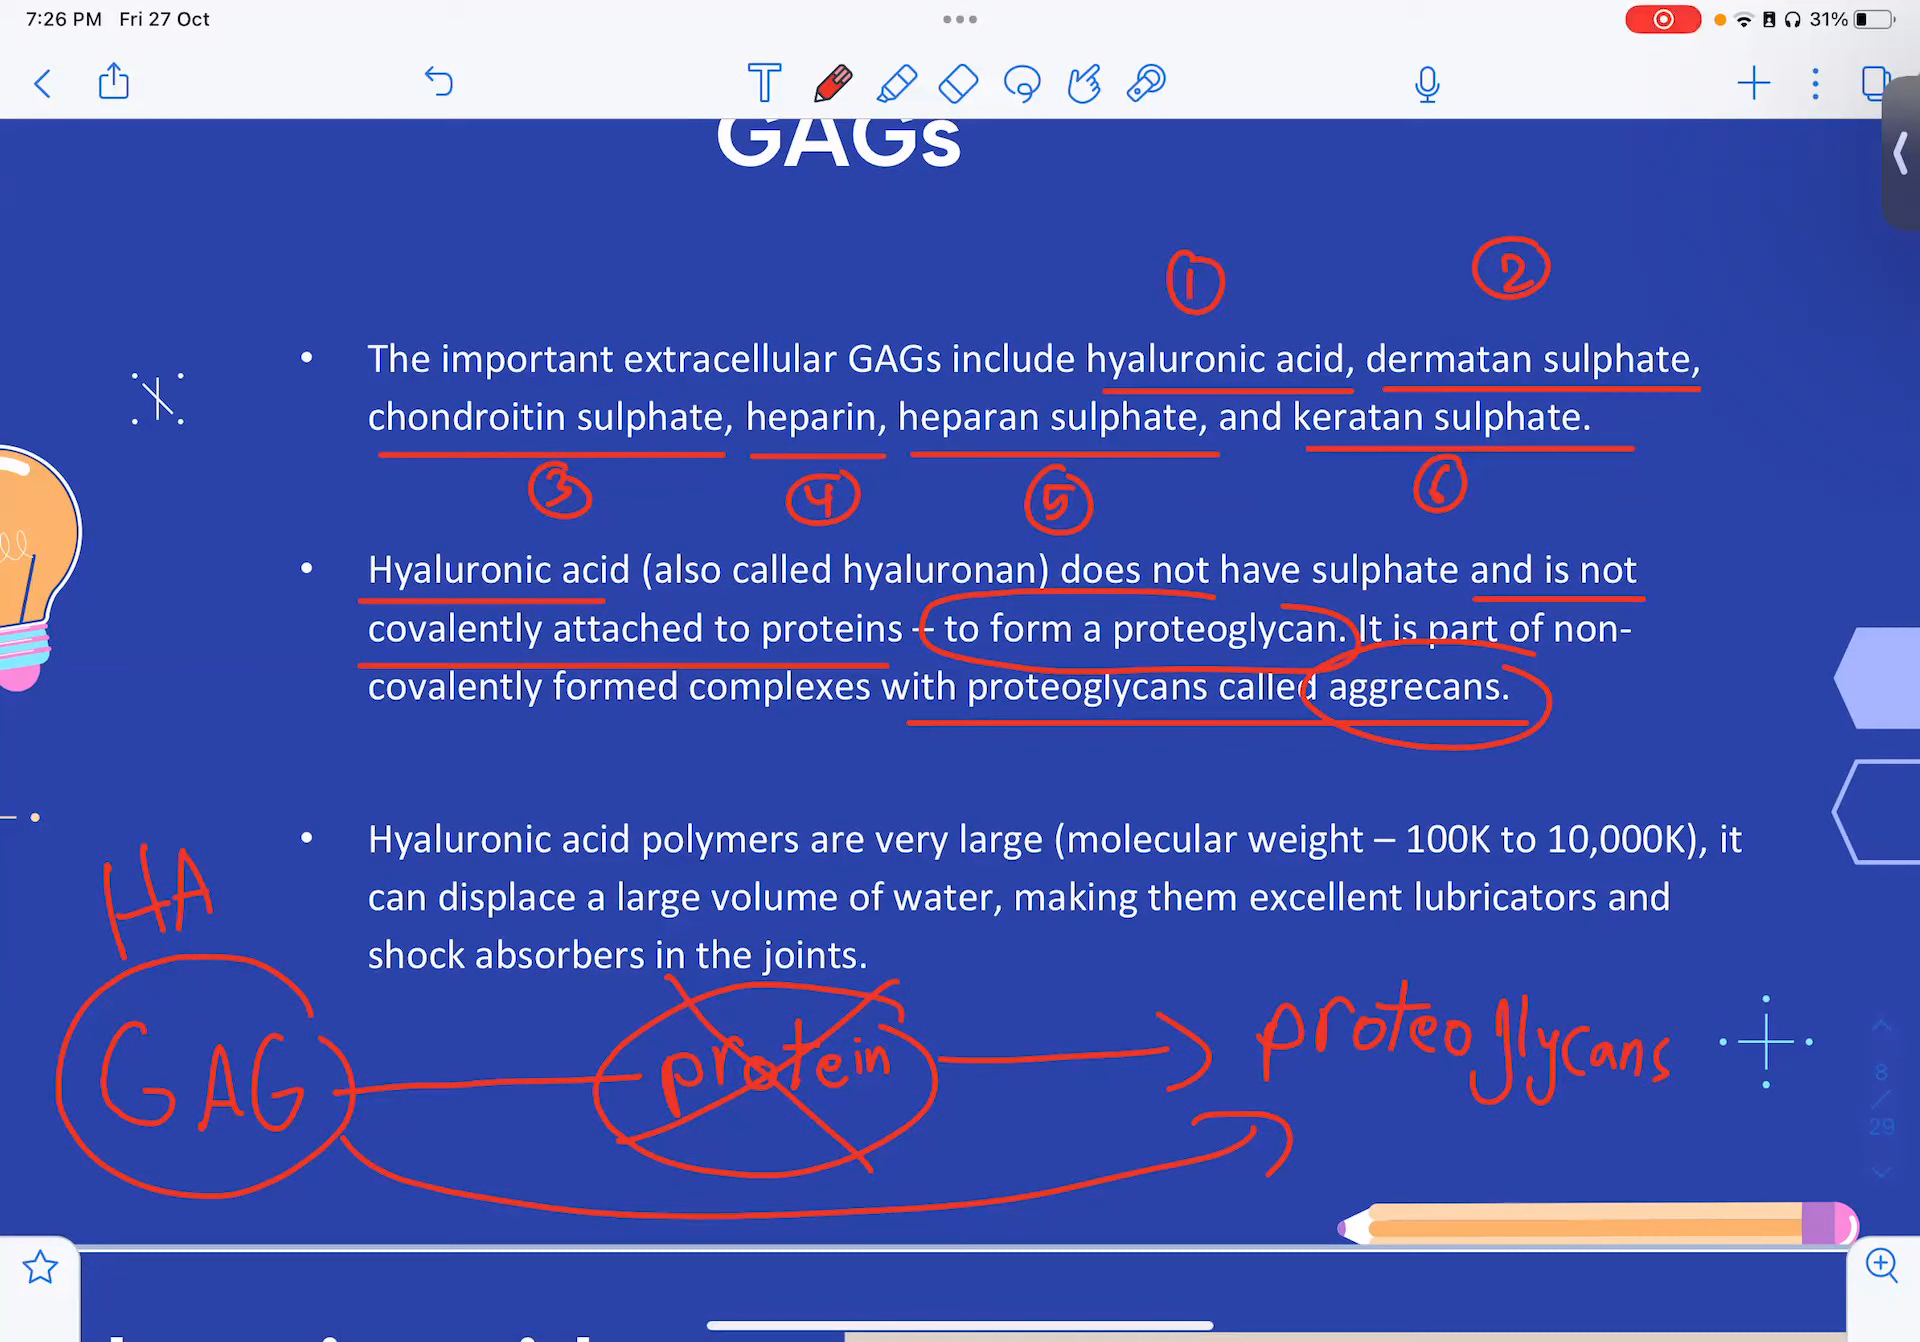 7:26 PM Fri 27 Oct
31%
T
GAGs
1
2
• The important extracellular GAGs include hyaluronic acid, dermatan sulphate,
chondroitin sulphate, heparin, heparan sulphate, and keratan sulphate.
3
4
5
6
• Hyaluronic acid (also called hyaluronan) does not have sulphate and is not
covalently attached to proteins – to form a proteoglycan. It is part of non-
covalently formed complexes with proteoglycans called aggrecans.
• Hyaluronic acid polymers are very large (molecular weight – 100K to 10,000K), it
can displace a large volume of water, making them excellent lubricators and
shock absorbers in the joints.
HA
GAG
protein
proteoglycans
8
/
29